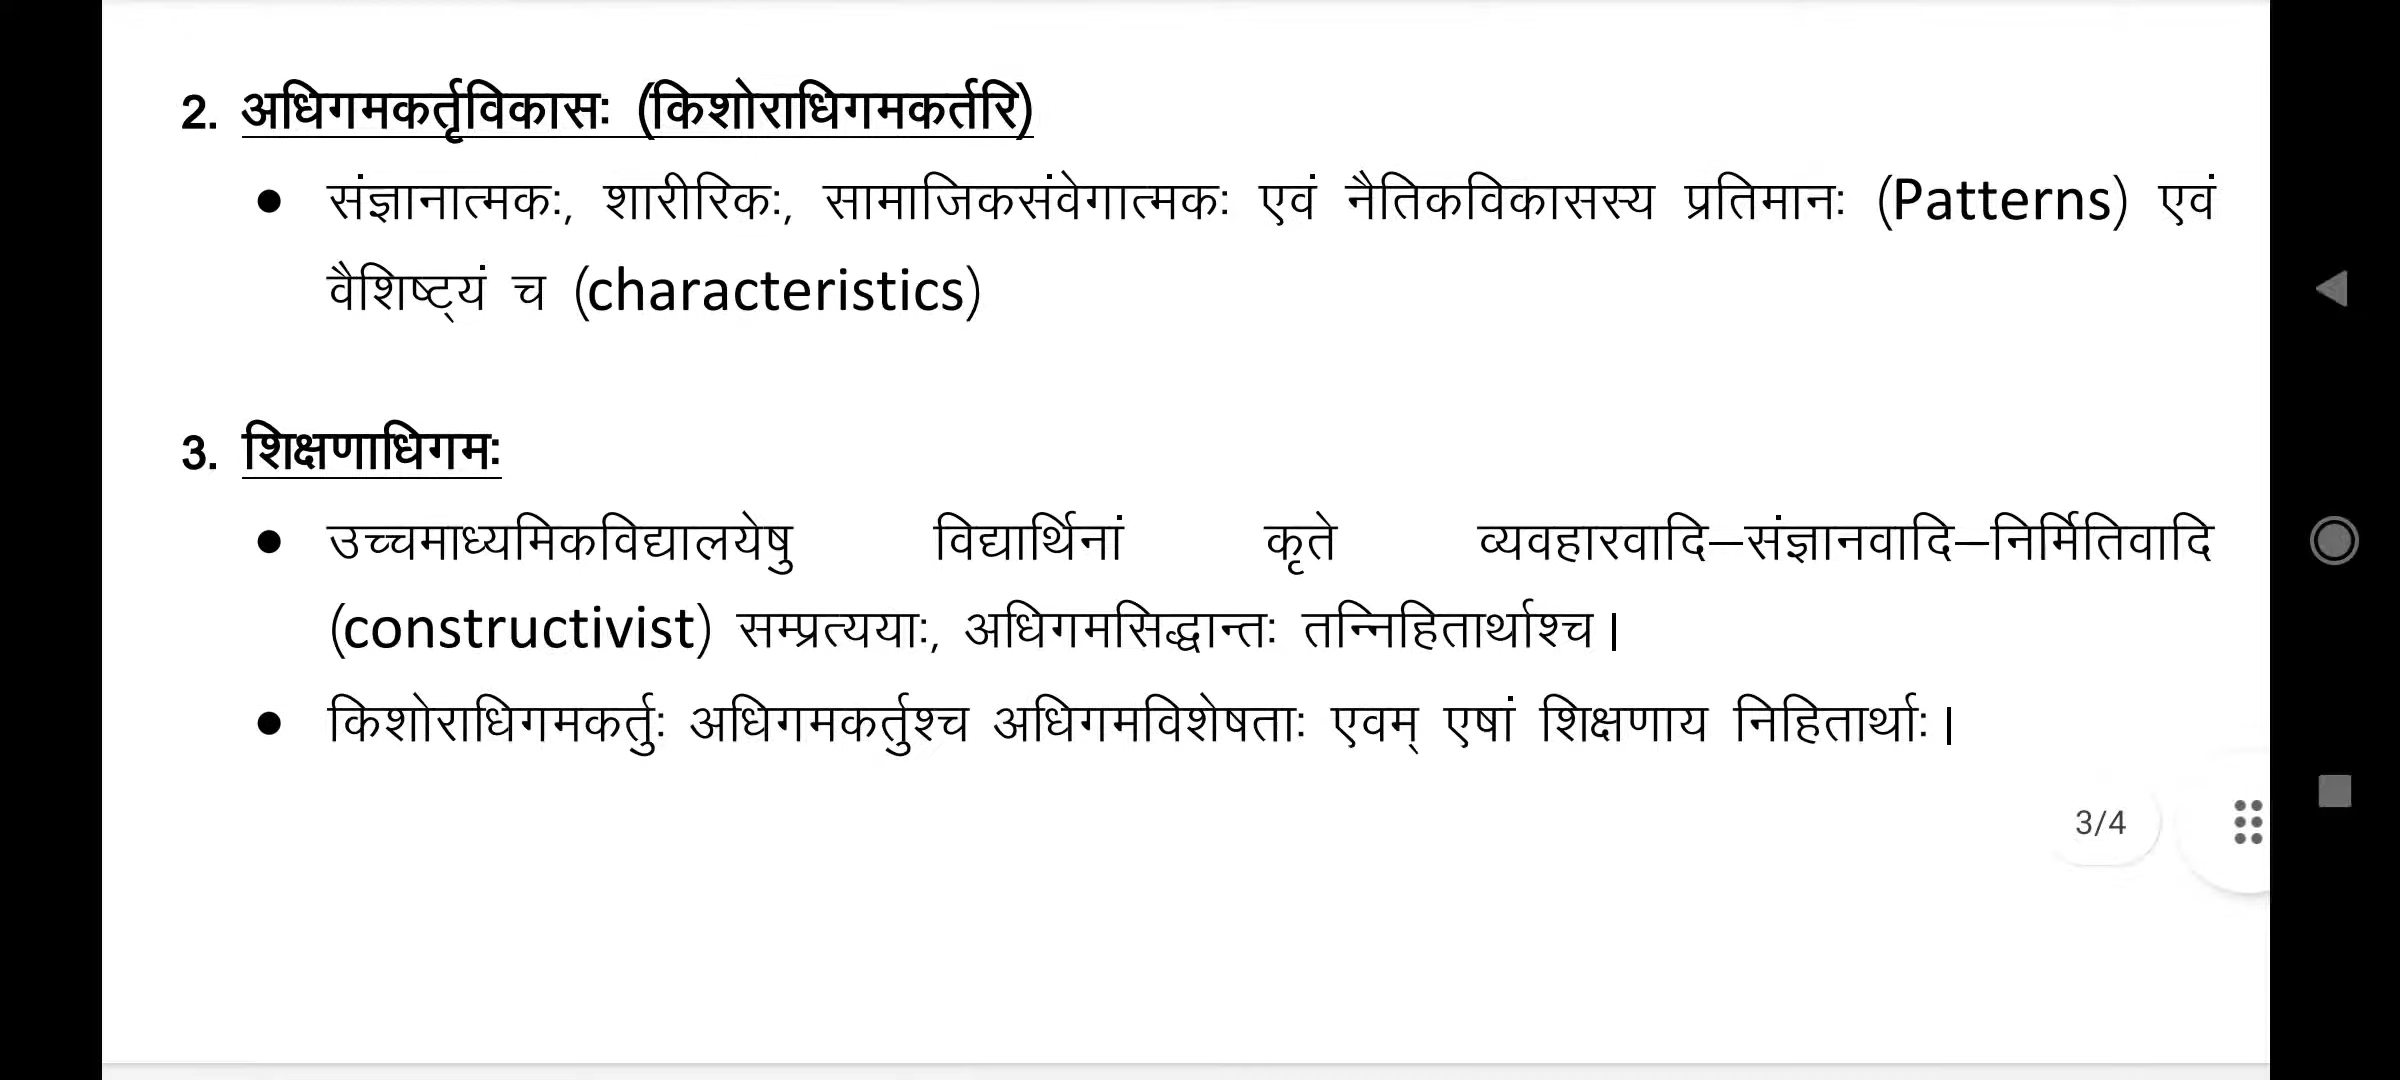 2. अधिगमकर्तृविकासः (किशोराधिगमकर्तरि)
● संज्ञानात्मकः, शारीरिकः, सामाजिकसंवेगात्मकः एवं नैतिकविकासस्य प्रतिमानः (Patterns) एवं
वैशिष्ट्यं च (characteristics)
3. शिक्षणाधिगमः
● उच्चमाध्यमिकविद्यालयेषु विद्यार्थिनां कृते व्यवहारवादि–संज्ञानवादि–निर्मितिवादि
(constructivist) सम्प्रत्ययाः, अधिगमसिद्धान्तः तन्निहितार्थाश्च।
● किशोराधिगमकर्तुः अधिगमकर्तुश्च अधिगमविशेषताः एवम् एषां शिक्षणाय निहितार्थाः।
3/4